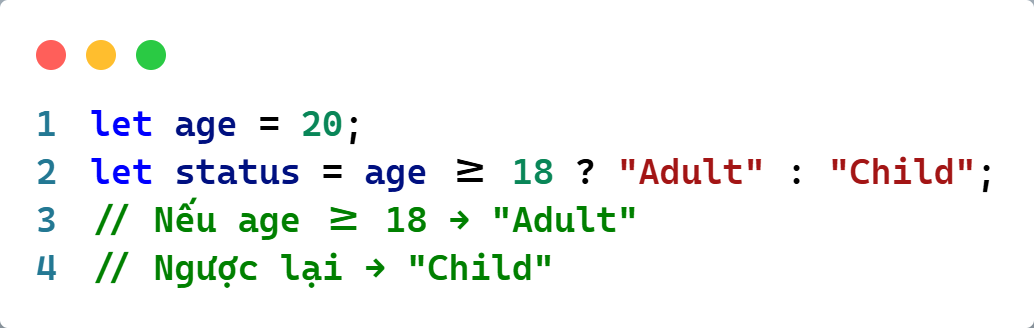 1 let age = 20;
2 let status = age >= 18 ? "Adult" : "Child";
3 // Nếu age >= 18 → "Adult"
4 // Ngược lại → "Child"